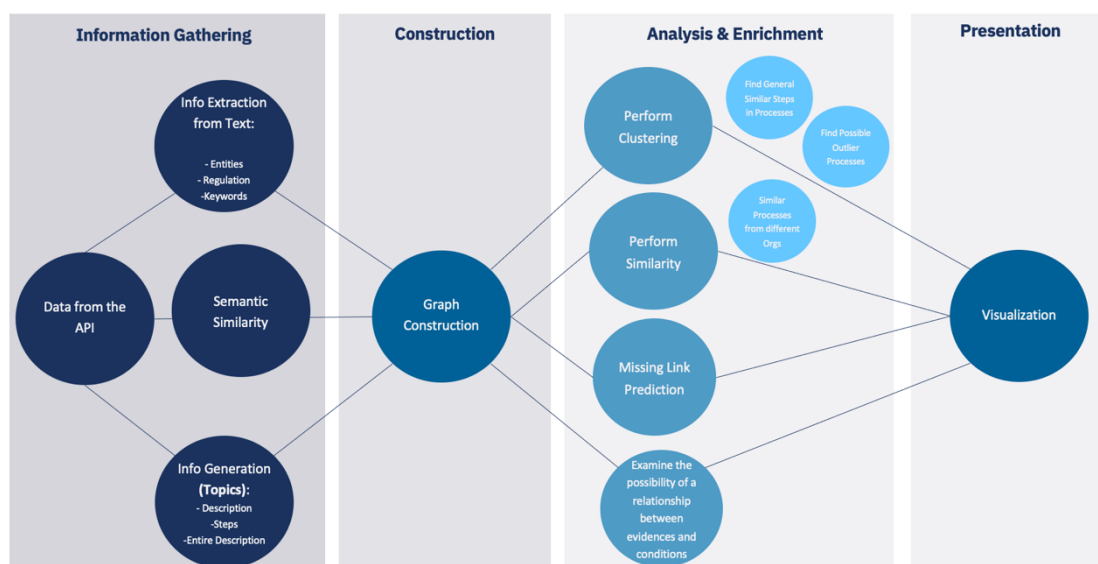 Information Gathering
Construction
Analysis & Enrichment
Presentation
Info Extraction
from Text:
- Entities
- Regulation
-Keywords
Data from the
API
Semantic
Similarity
Info Generation
(Topics):
- Description
-Steps
-Entire Description
Graph
Construction
Perform
Clustering
Find General
Similar Steps
in Processes
Find Possible
Outlier
Processes
Perform
Similarity
Similar
Processes
from different
Orgs
Missing Link
Prediction
Examine the
possibility of a
relationship
between
evidences and
conditions
Visualization